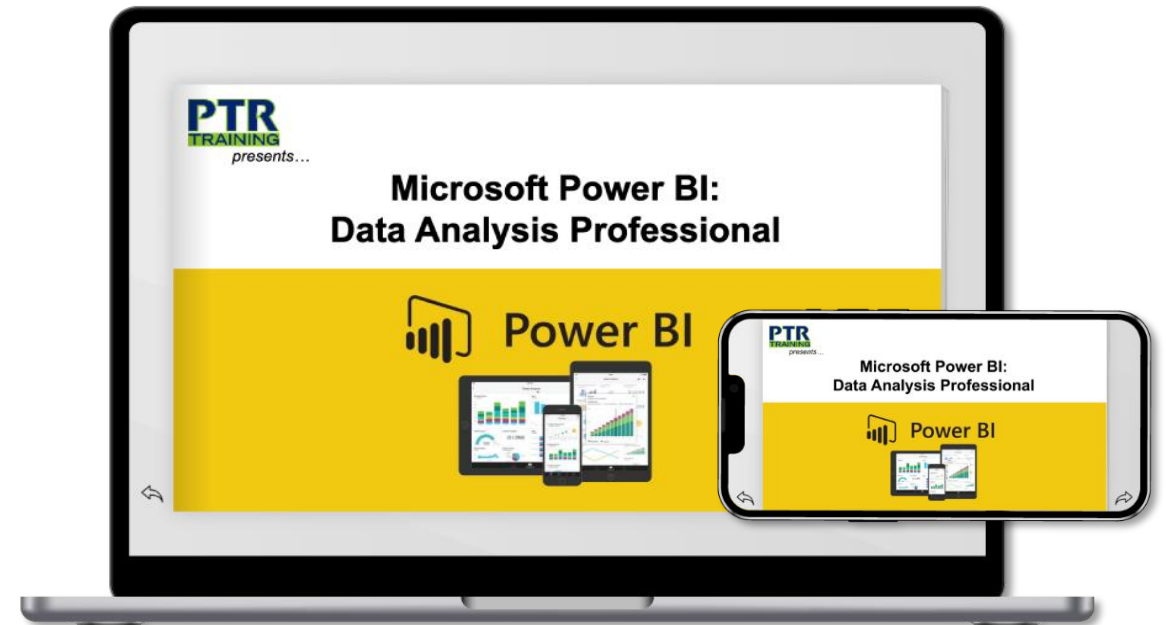 PTR
TRAINING
presents...
Microsoft Power BI:
Data Analysis Professional
Power BI
PTR
TRAINING
presents...
Microsoft Power BI:
Data Analysis Professional
Power BI